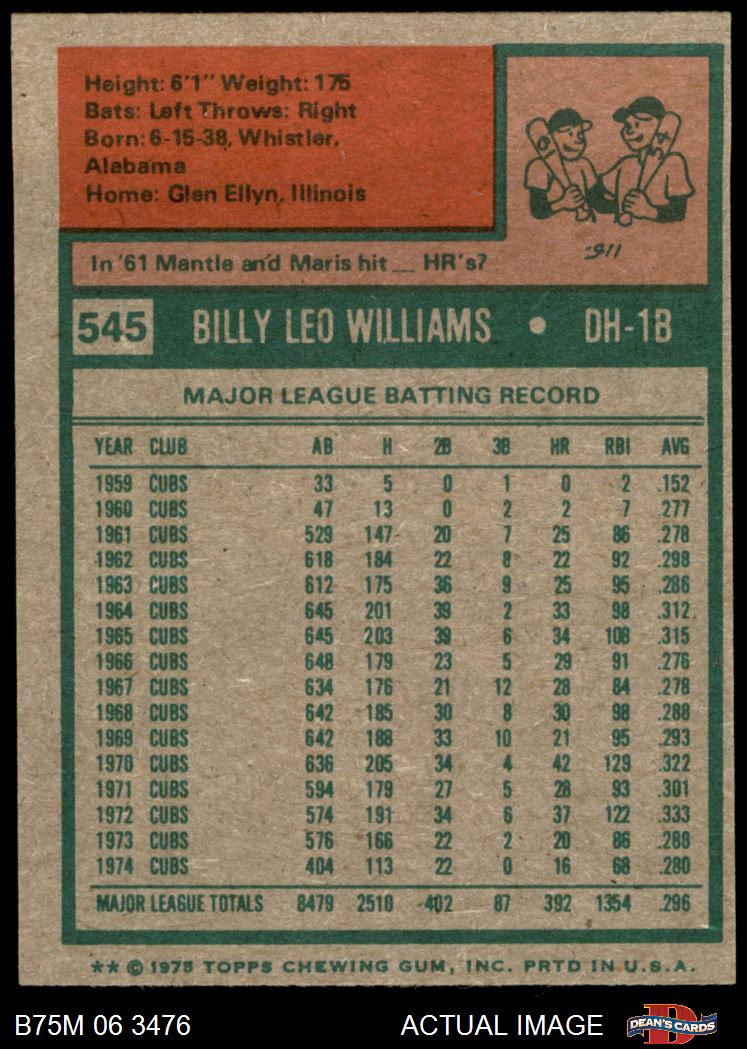 Height: 6'1" Weight: 175
Bats: Left Throws: Right
Born: 6-15-38, Whistler,
Alabama
Home: Glen Ellyn, Illinois
In '61 Mantle and Maris hit __ HR's?
'911
545 BILLY LEO WILLIAMS • DH-1B
MAJOR LEAGUE BATTING RECORD
YEAR CLUB AB H 2B 3B HR RBI AVG
1959 CUBS 33 5 0 1 0 2 .152
1960 CUBS 47 13 0 2 2 7 .277
1961 CUBS 529 147 20 7 25 86 .278
1962 CUBS 618 184 22 8 22 92 .298
1963 CUBS 612 175 36 9 25 95 .286
1964 CUBS 645 201 39 2 33 98 .312
1965 CUBS 645 203 39 6 34 108 .315
1966 CUBS 648 179 23 5 29 91 .276
1967 CUBS 634 176 21 12 28 84 .278
1968 CUBS 642 185 30 8 30 98 .288
1969 CUBS 642 188 33 10 21 95 .293
1970 CUBS 636 205 34 4 42 129 .322
1971 CUBS 594 179 27 5 28 93 .301
1972 CUBS 574 191 34 6 37 122 .333
1973 CUBS 576 166 22 2 20 86 .288
1974 CUBS 404 113 22 0 16 68 .280
MAJOR LEAGUE TOTALS 8479 2510 402 87 392 1354 .296
** © 1975 TOPPS CHEWING GUM, INC. PRTD IN U.S.A.
B75M 06 3476 ACTUAL IMAGE DEAN'S CARDS